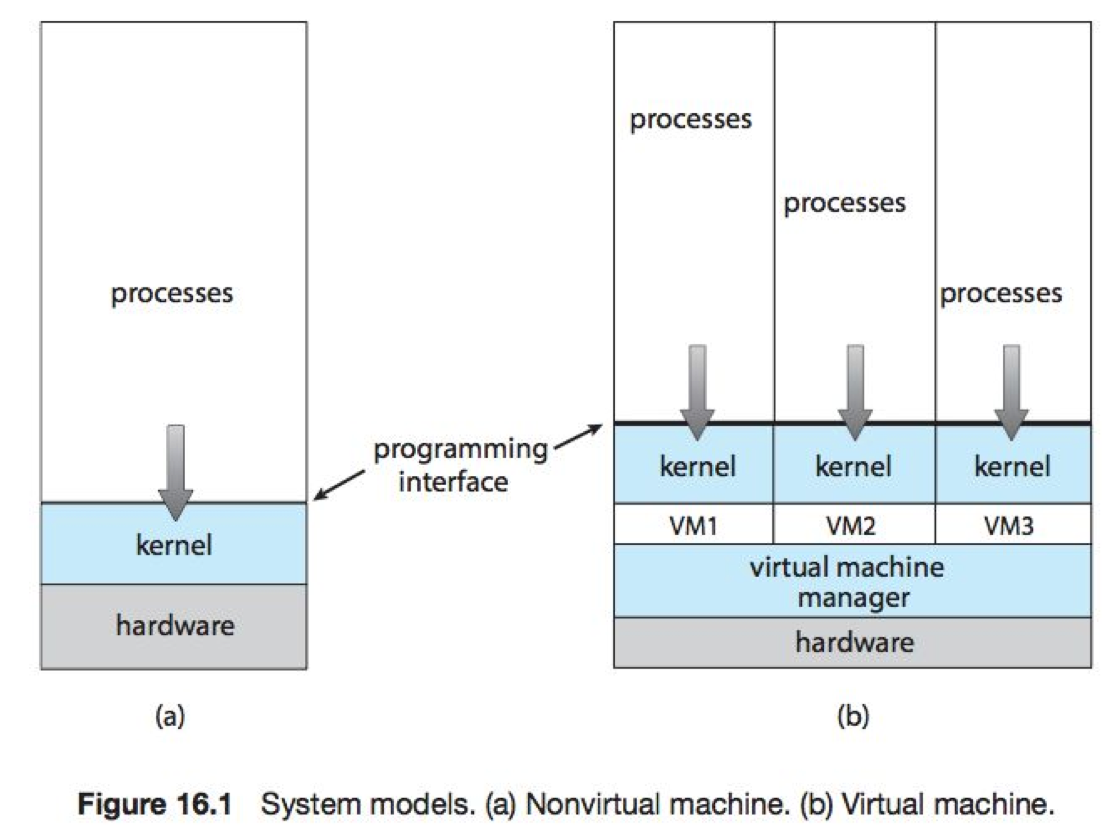 processes
kernel
hardware
(a)
programming
interface
processes
processes
processes
kernel
kernel
kernel
VM1
VM2
VM3
virtual machine
manager
hardware
(b)
Figure 16.1 System models. (a) Nonvirtual machine. (b) Virtual machine.